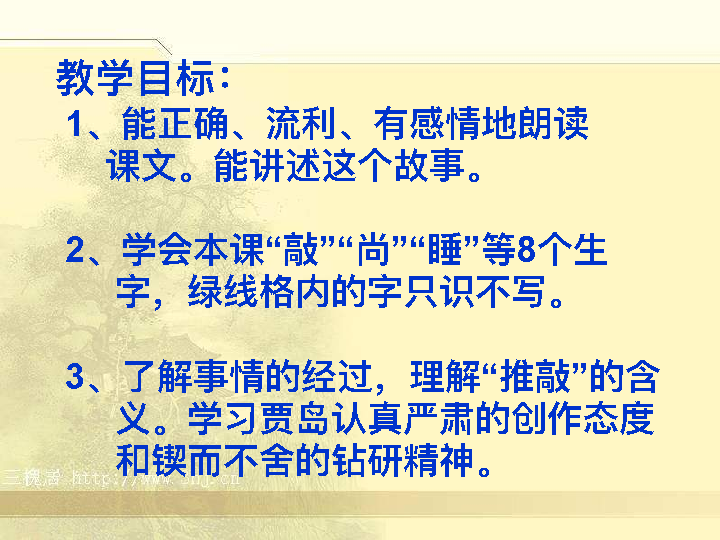 教学目标：
1、能正确、流利、有感情地朗读
课文。能讲述这个故事。
2、学会本课“敲”“尚”“睡”等8个生
字，绿线格内的字只识不写。
3、了解事情的经过，理解“推敲”的含
义。学习贾岛认真严肃的创作态度
和锲而不舍的钻研精神。
三槐居 http://www.